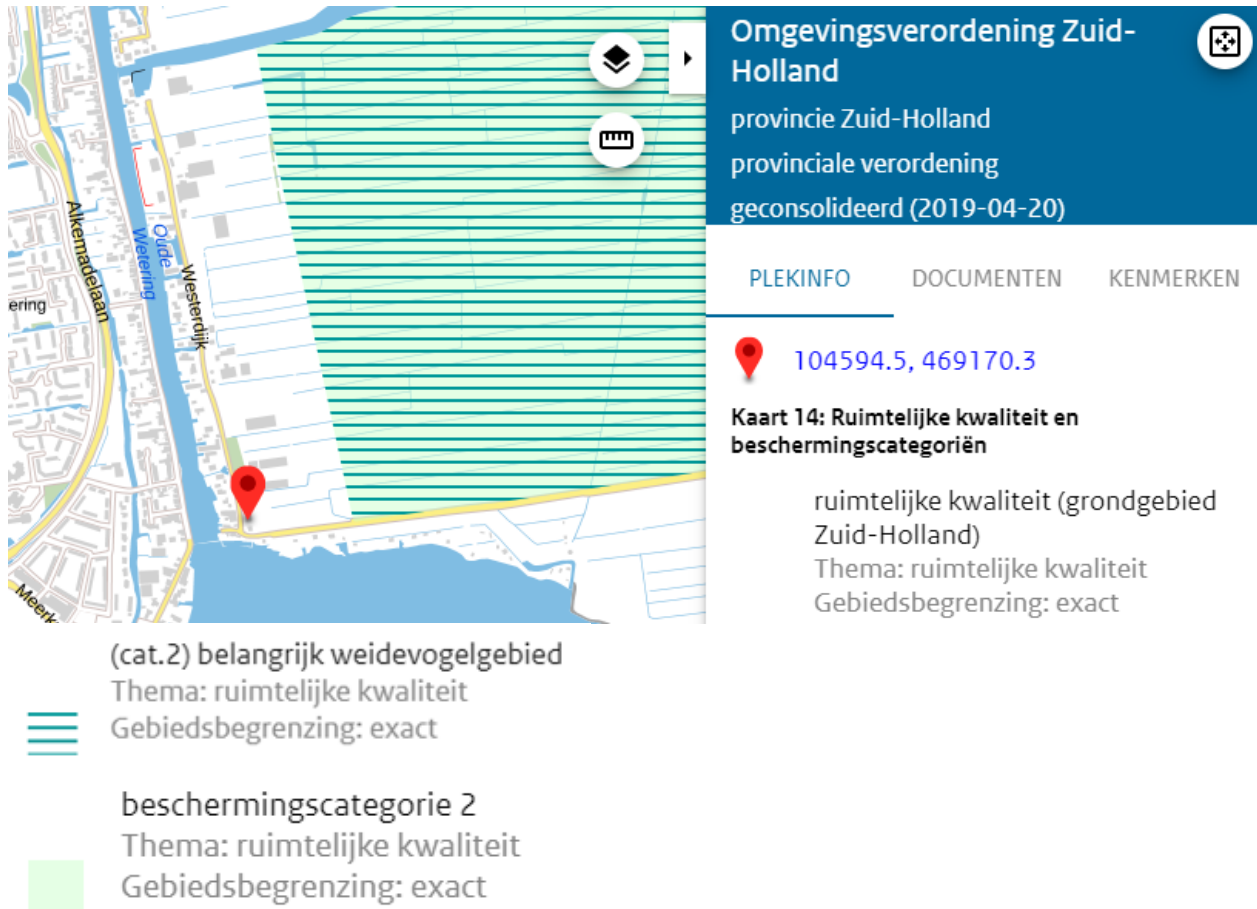 Omgevingsverordening Zuid-
Holland
provincie Zuid-Holland
provinciale verordening
geconsolideerd (2019-04-20)
PLEKINFO DOCUMENTEN KENMERKEN
104594.5, 469170.3
Kaart 14: Ruimtelijke kwaliteit en
beschermingscategoriën
ruimtelijke kwaliteit (grondgebied
Zuid-Holland)
Thema: ruimtelijke kwaliteit
Gebiedsbegrenzing: exact
Alkemadelaan
Oude
Wetering
Westerdijk
ering
Meerk
(cat.2) belangrijk weidevogelgebied
Thema: ruimtelijke kwaliteit
Gebiedsbegrenzing: exact
beschermingscategorie 2
Thema: ruimtelijke kwaliteit
Gebiedsbegrenzing: exact